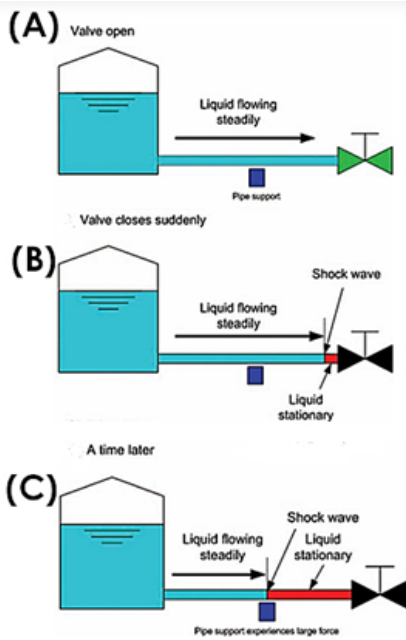 (A)
Valve open
Liquid flowing
steadily
Pipe support
Valve closes suddenly
(B)
Shock wave
Liquid flowing
steadily
Liquid
stationary
A time later
(C)
Shock wave
Liquid flowing
steadily
Liquid
stationary
Pipe support experiences large force